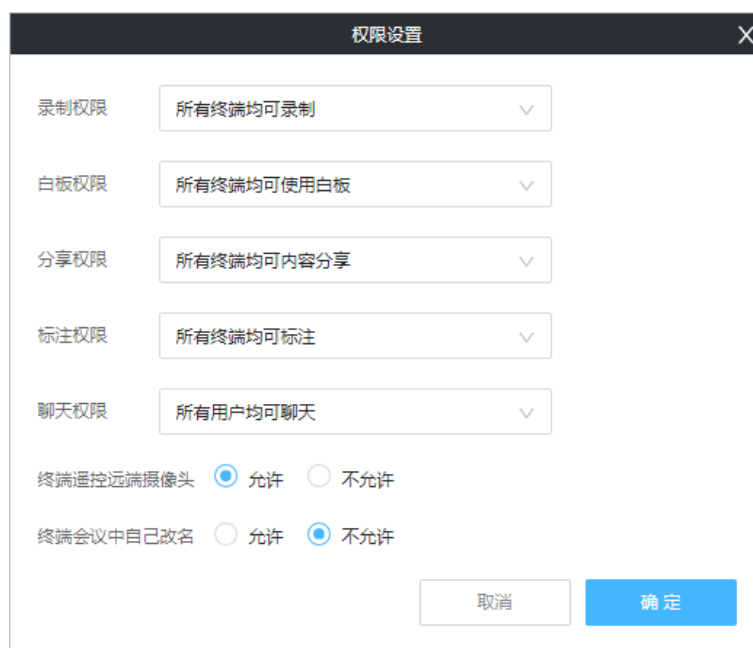 权限设置
录制权限 所有终端均可录制
白板权限 所有终端均可使用白板
分享权限 所有终端均可内容分享
标注权限 所有终端均可标注
聊天权限 所有用户均可聊天
终端遥控远端摄像头 允许 不允许
终端会议中自己改名 允许 不允许
取消 确定